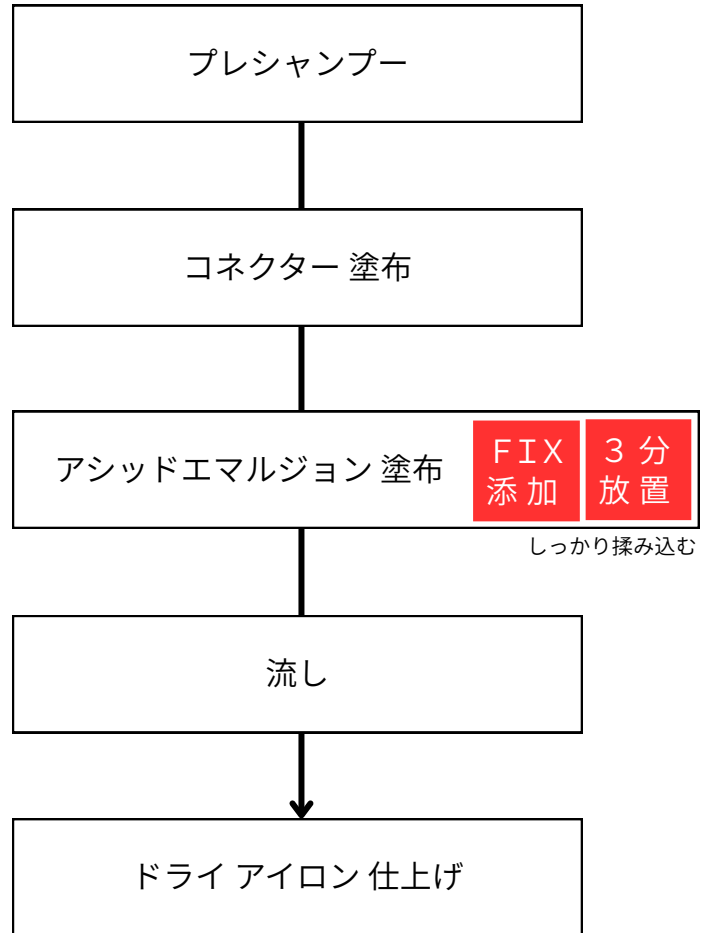 プレシャンプー
コネクター 塗布
アシッドエマルジョン 塗布
ＦＩＸ
添加
３分
放置
しっかり揉み込む
流し
ドライ アイロン 仕上げ